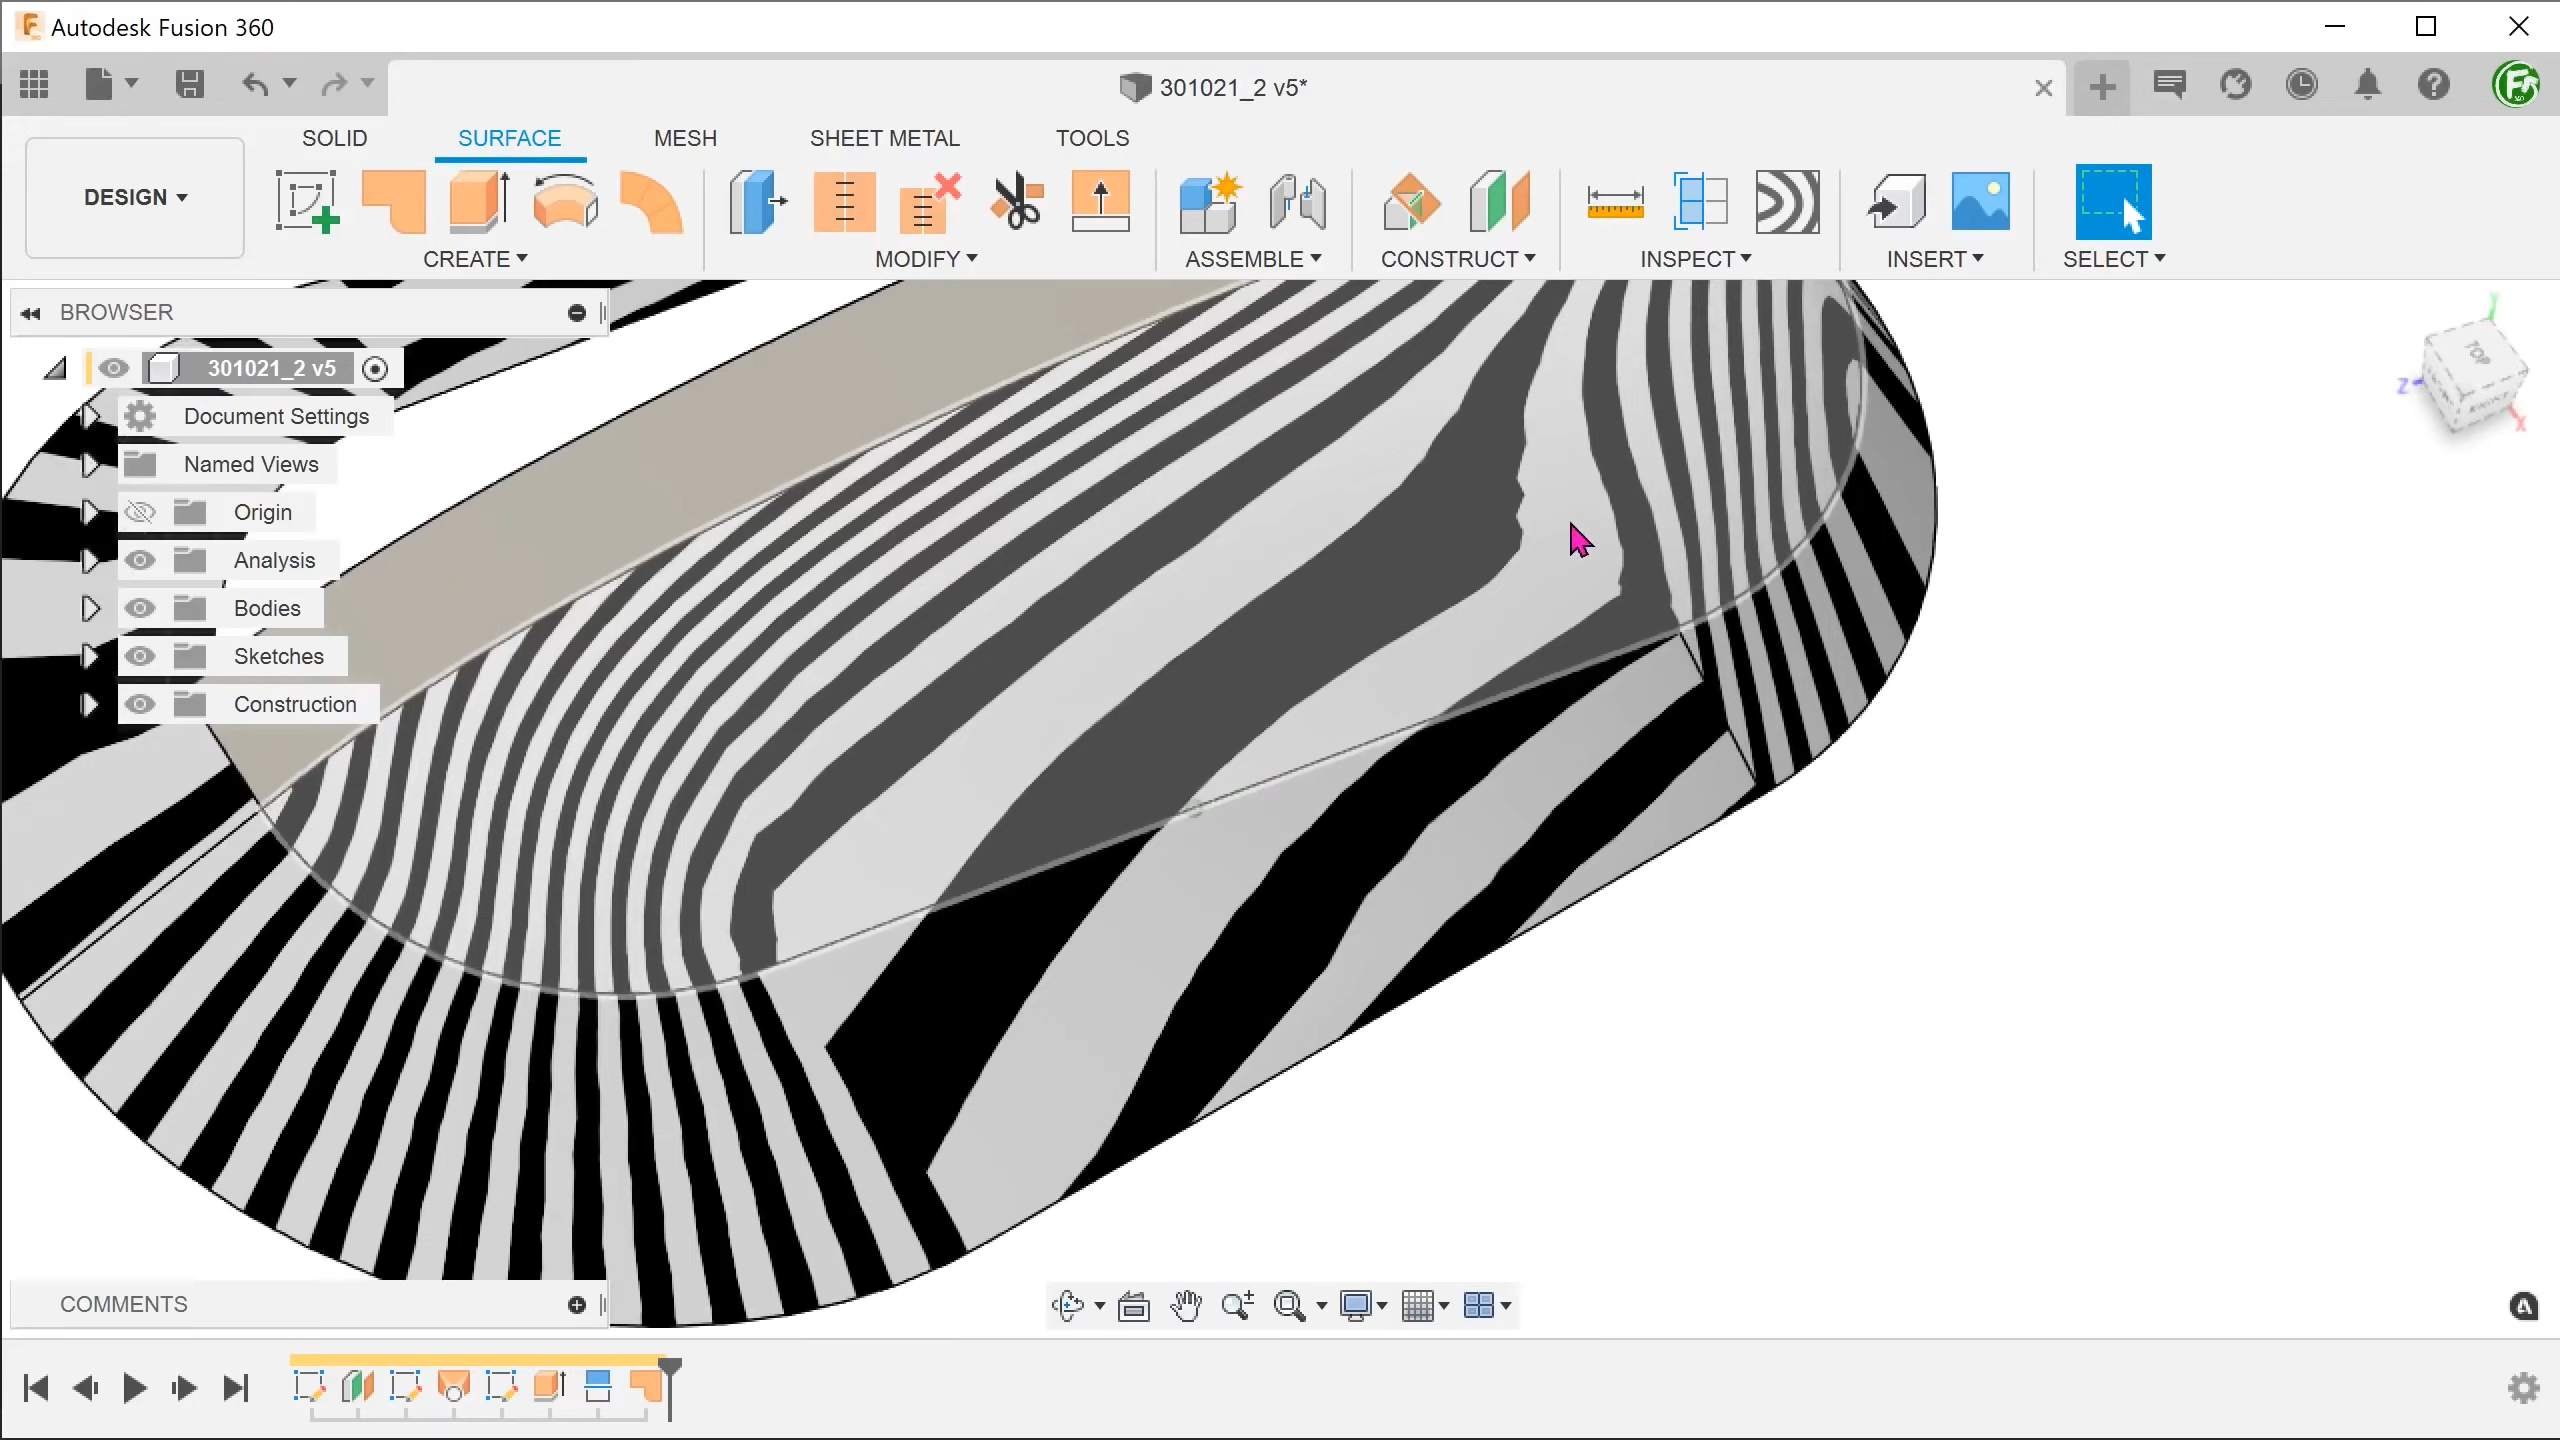 Autodesk Fusion 360
301021_2 v5*
SOLID
SURFACE
MESH
SHEET METAL
TOOLS
DESIGN
CREATE
MODIFY
ASSEMBLE
CONSTRUCT
INSPECT
INSERT
SELECT
BROWSER
301021_2 v5
Document Settings
Named Views
Origin
Analysis
Bodies
Sketches
Construction
TOP
Z
X
COMMENTS